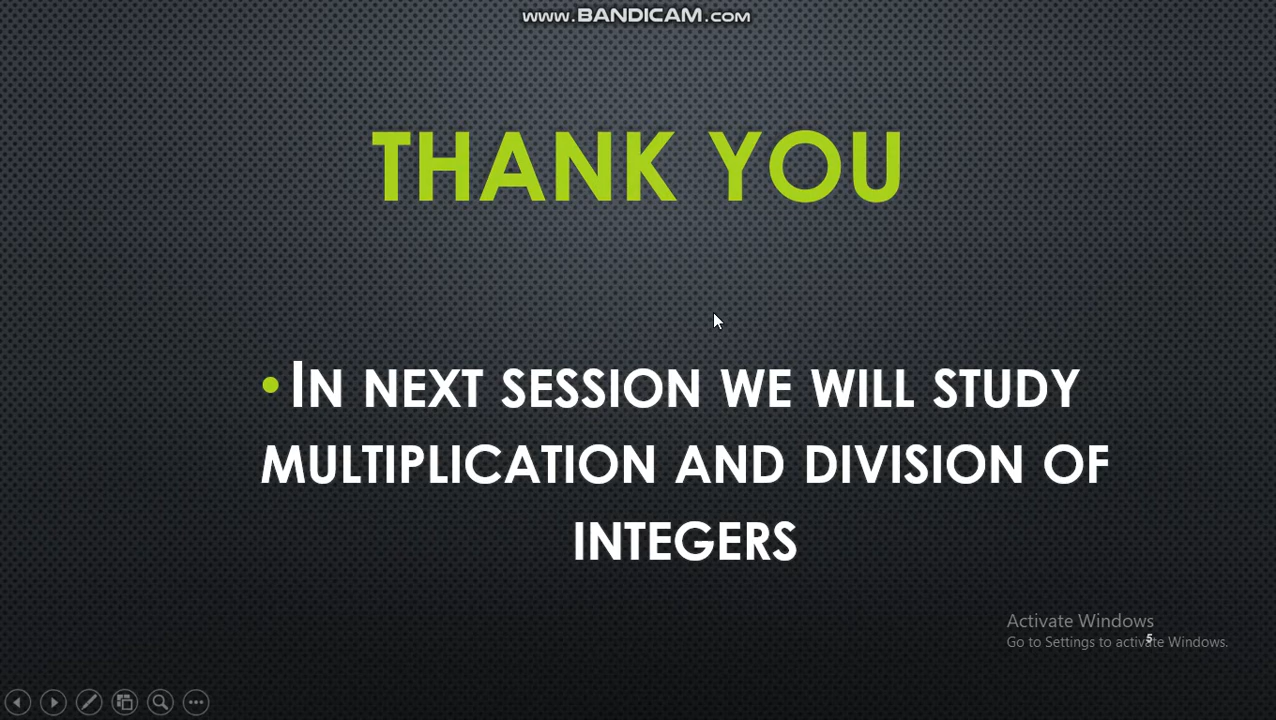 www.BANDICAM.com
THANK YOU
• IN NEXT SESSION WE WILL STUDY
MULTIPLICATION AND DIVISION OF
INTEGERS
Activate Windows
Go to Settings to activate Windows.
5